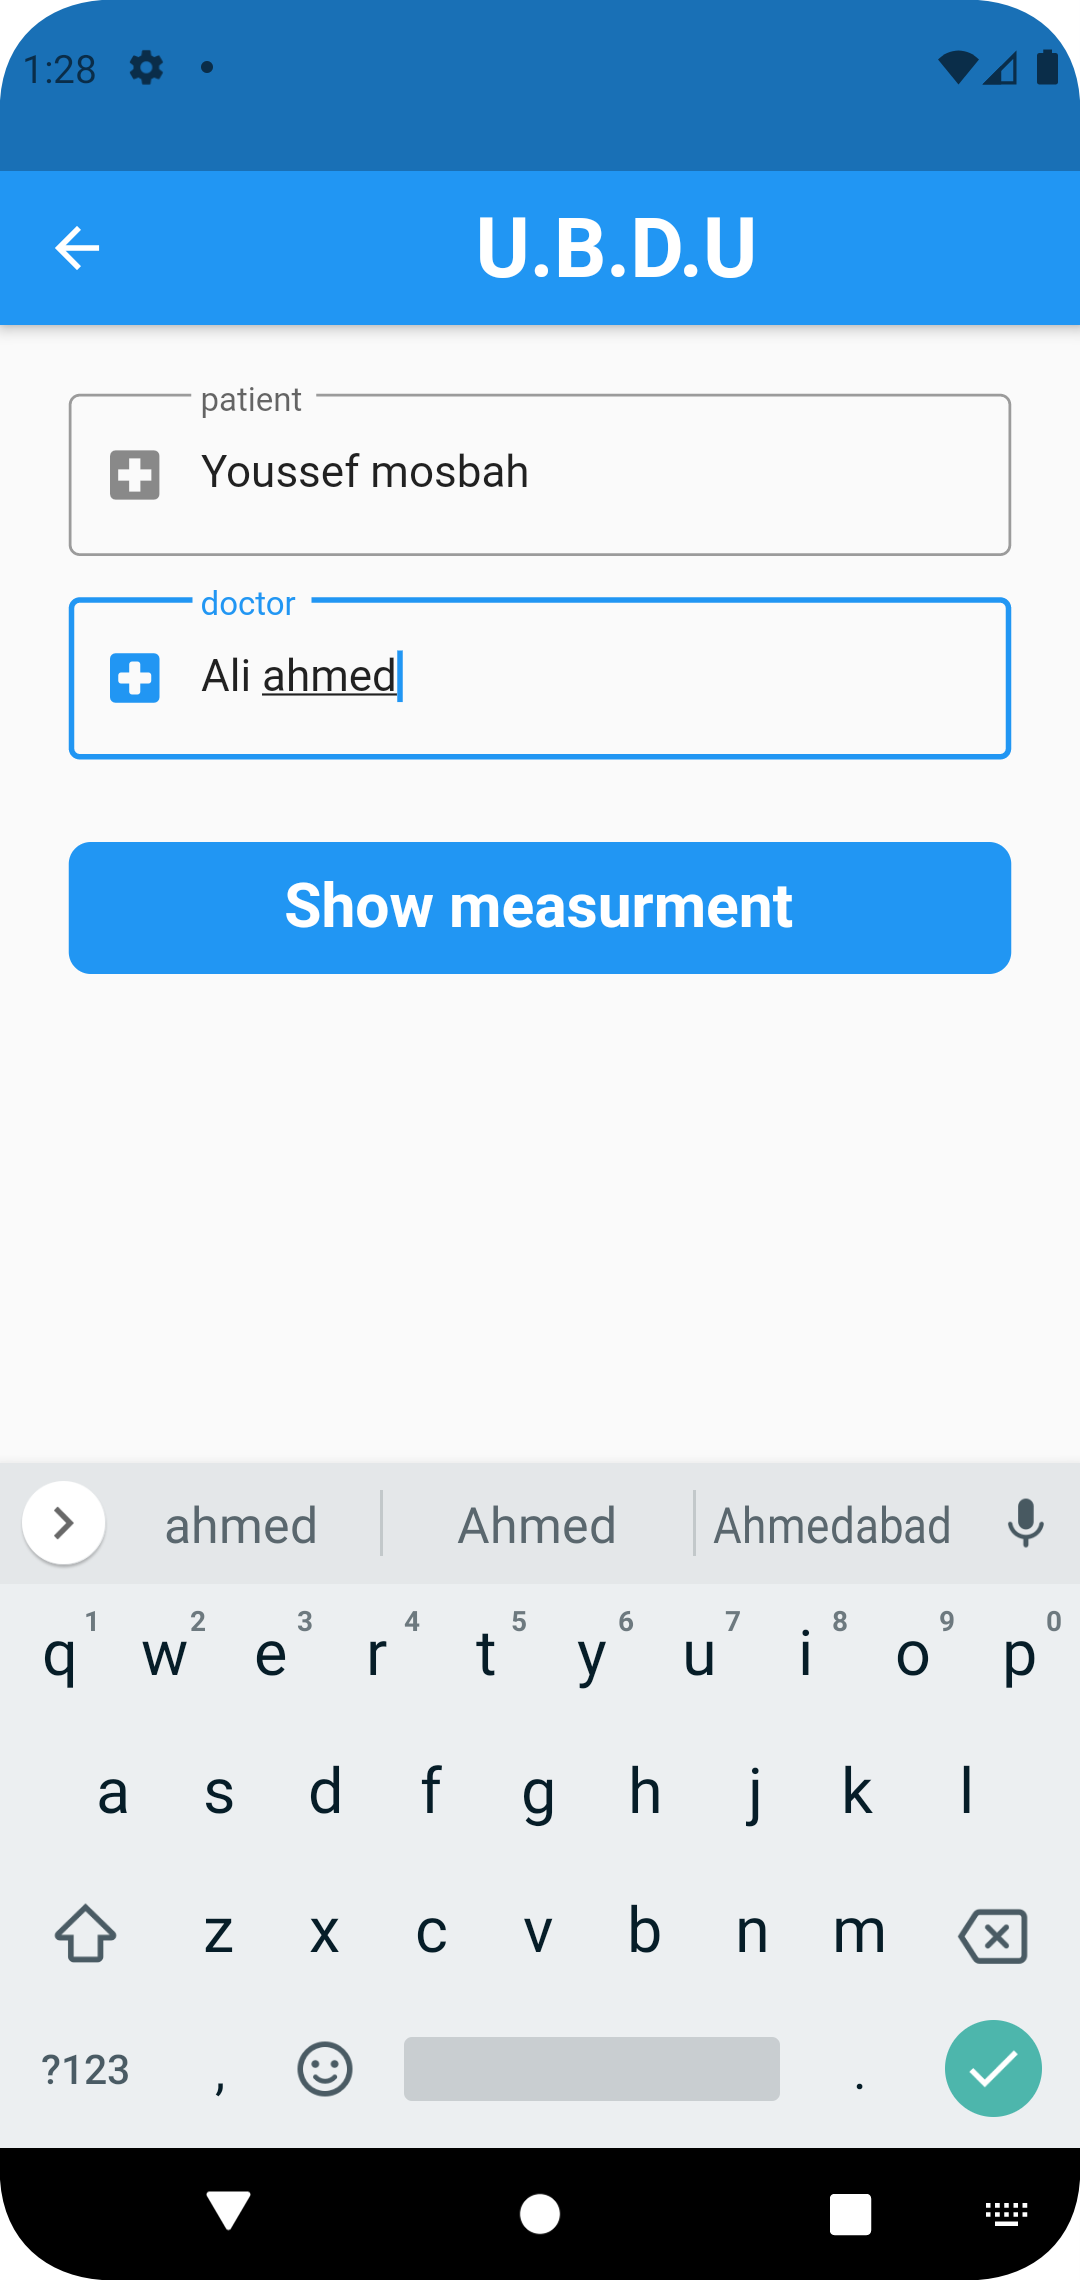 1:28
U.B.D.U
patient
Youssef mosbah
doctor
Ali ahmed
Show measurment
ahmed Ahmed Ahmedabad
1 2 3 4 5 6 7 8 9 0
q w e r t y u i o p
a s d f g h j k l
z x c v b n m
?123 , .